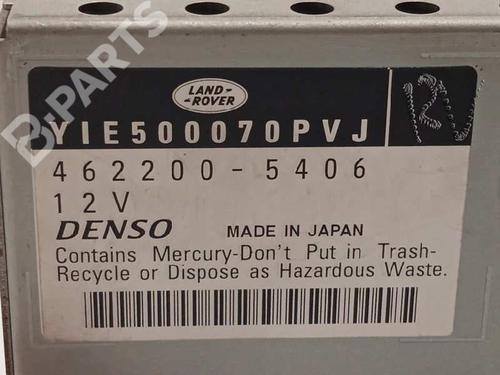 B-PARTS
LAND-
ROVER
YIE500070PVJ
462200-5406
12V
DENSO MADE IN JAPAN
Contains Mercury-Don't Put in Trash-
Recycle or Dispose as Hazardous Waste.